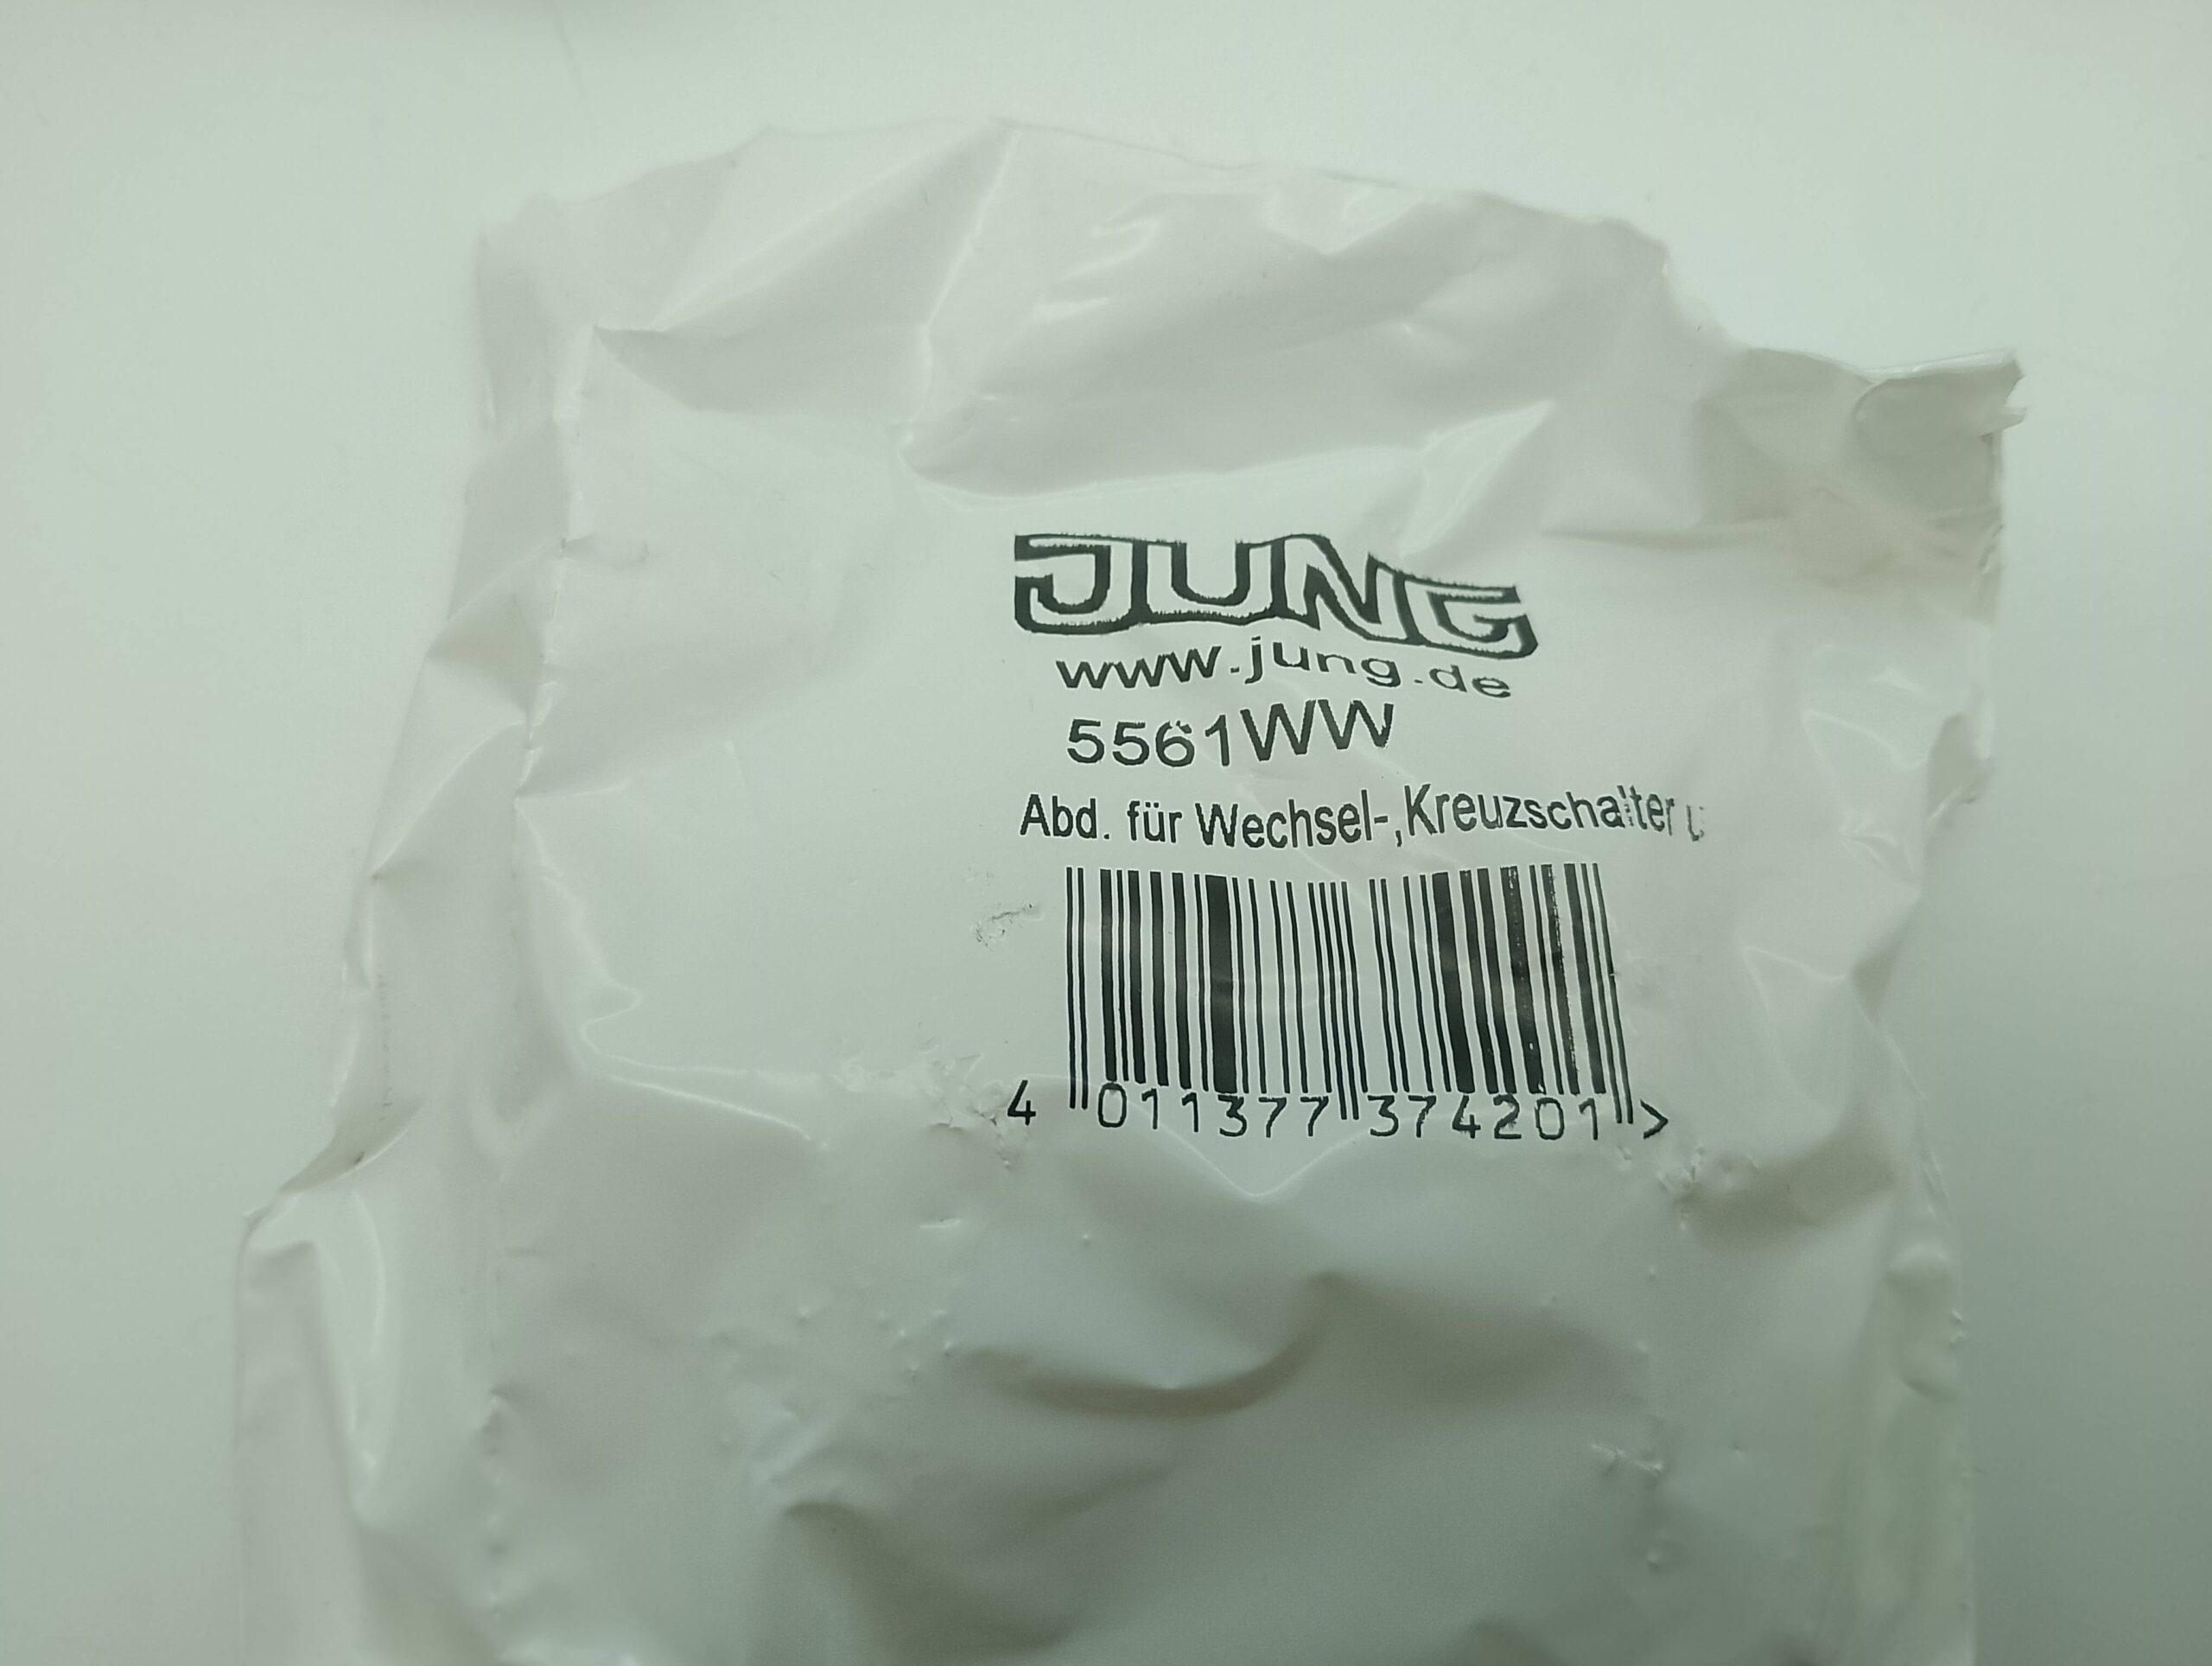 JUNG
www.jung.de
5561WW
Abd. für Wechsel-,Kreuzschalter
4 011377 374201 >